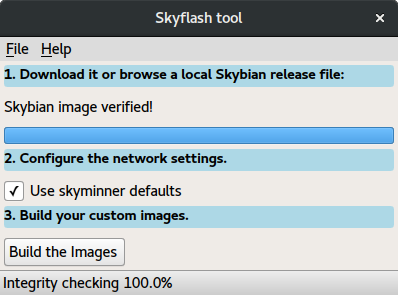 Skyflash tool
File Help
1. Download it or browse a local Skybian release file:
Skybian image verified!
2. Configure the network settings.
Use skyminner defaults
3. Build your custom images.
Build the Images
Integrity checking 100.0%